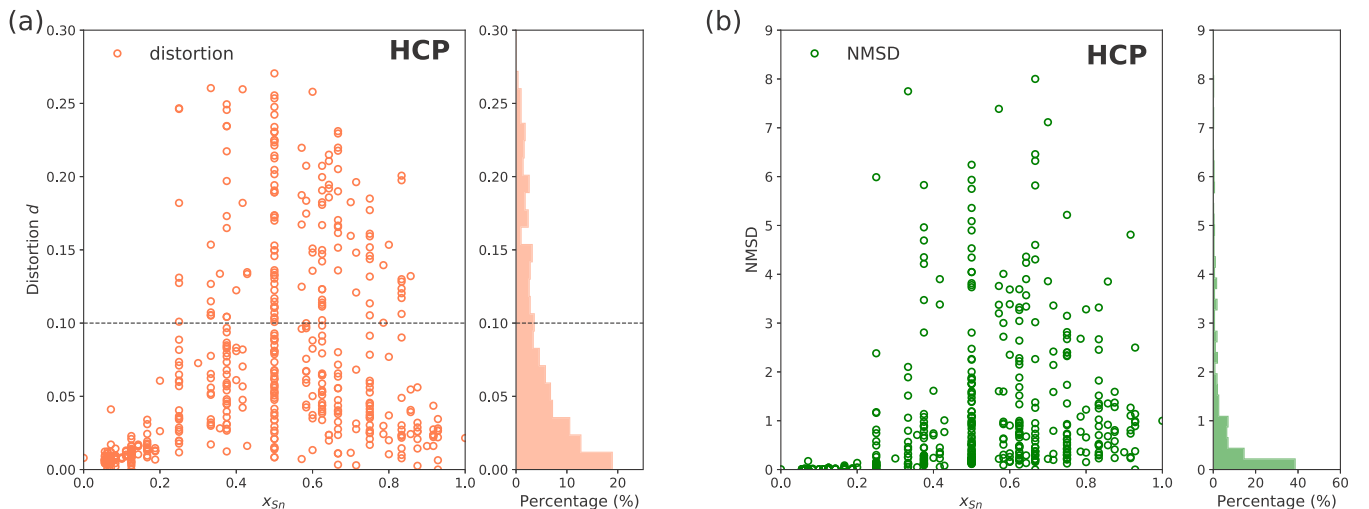 (a)
distortion
HCP
Distortion d
0.30
0.25
0.20
0.15
0.10
0.05
0.00
0.0 0.2 0.4 0.6 0.8 1.0
x_Sn
0.30
0.25
0.20
0.15
0.10
0.05
0.00
0 10 20
Percentage (%)
(b)
NMSD
HCP
NMSD
9
8
7
6
5
4
3
2
1
0
0.0 0.2 0.4 0.6 0.8 1.0
x_Sn
9
8
7
6
5
4
3
2
1
0
0 20 40 60
Percentage (%)